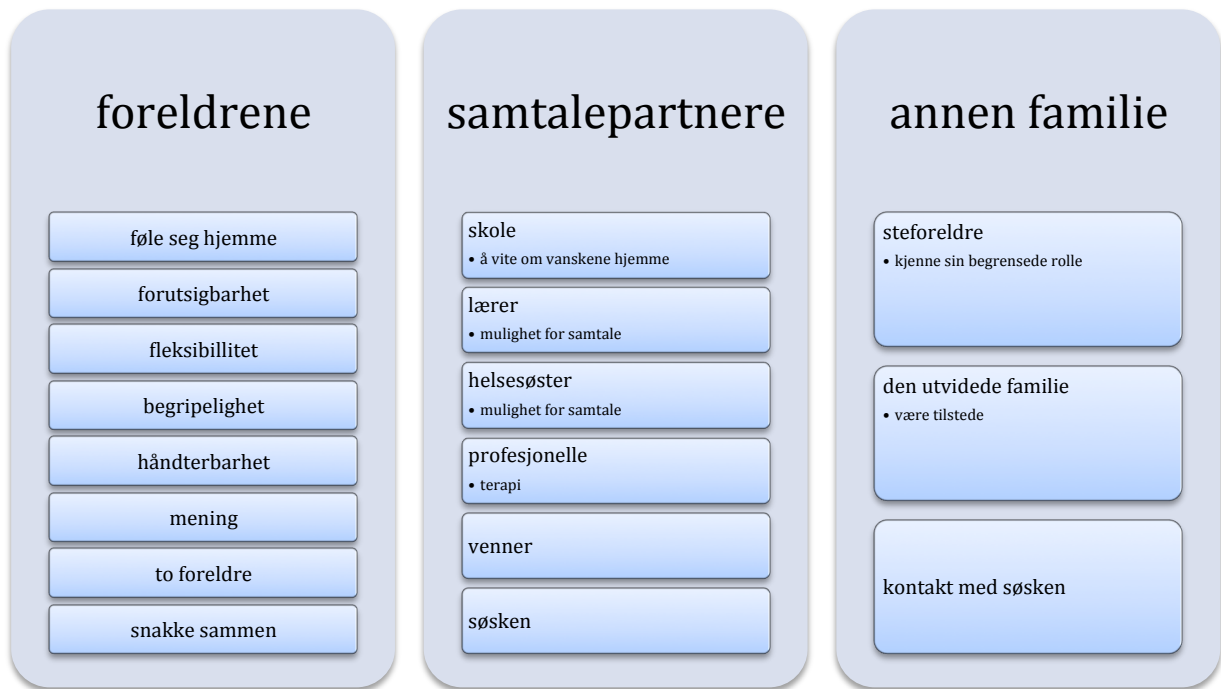 foreldrene
føle seg hjemme
forutsigbarhet
fleksibillitet
begripelighet
håndterbarhet
mening
to foreldre
snakke sammen
samtalepartnere
skole
• å vite om vanskene hjemme
lærer
• mulighet for samtale
helsesøster
• mulighet for samtale
profesjonelle
• terapi
venner
søsken
annen familie
steforeldre
• kjenne sin begrensede rolle
den utvidede familie
• være tilstede
kontakt med søsken